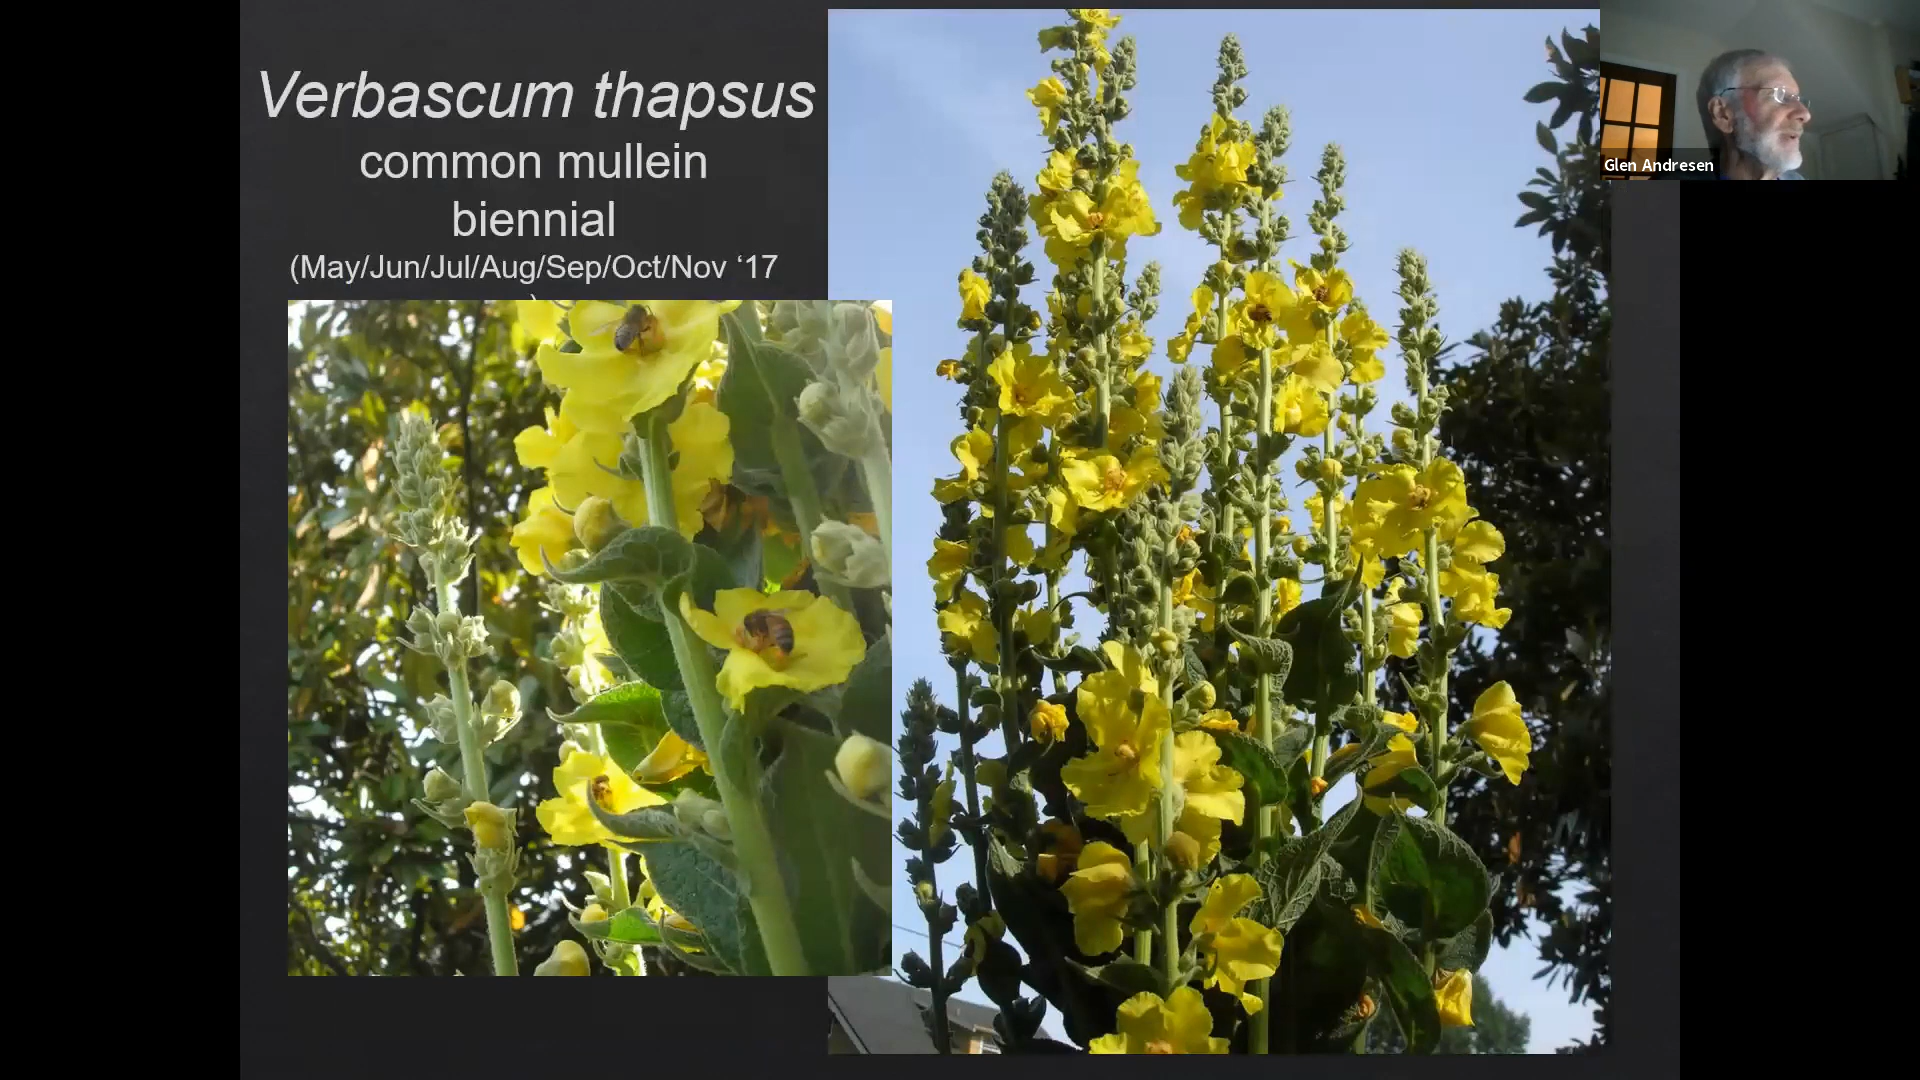 Verbascum thapsus
common mullein
biennial
(May/Jun/Jul/Aug/Sep/Oct/Nov ‘17
)
Glen Andresen